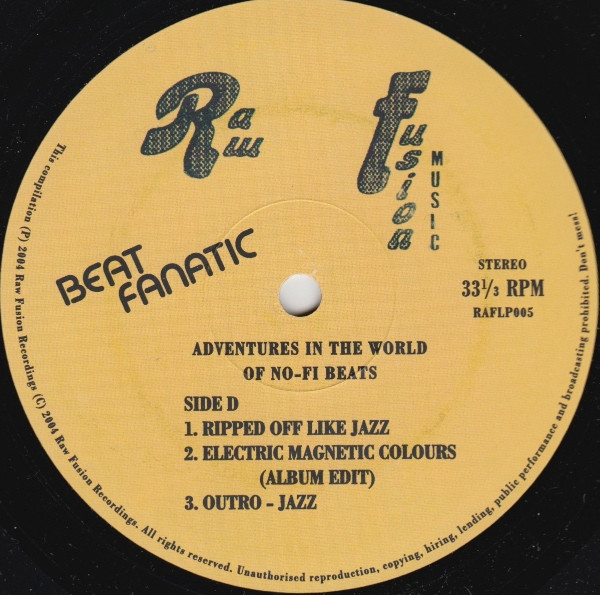 Raw Fusion
MUSIC
BEAT
FANATIC
STEREO
33⅓ RPM
RAFLP005
ADVENTURES IN THE WORLD
OF NO-FI BEATS
SIDE D
1. RIPPED OFF LIKE JAZZ
2. ELECTRIC MAGNETIC COLOURS
(ALBUM EDIT)
3. OUTRO - JAZZ
This compilation (P) 2004 Raw Fusion Recordings (C) 2004 Raw Fusion Recordings. All rights reserved. Unauthorised reproduction, copying, hiring, lending, public performance and broadcasting prohibited. Don't mess!